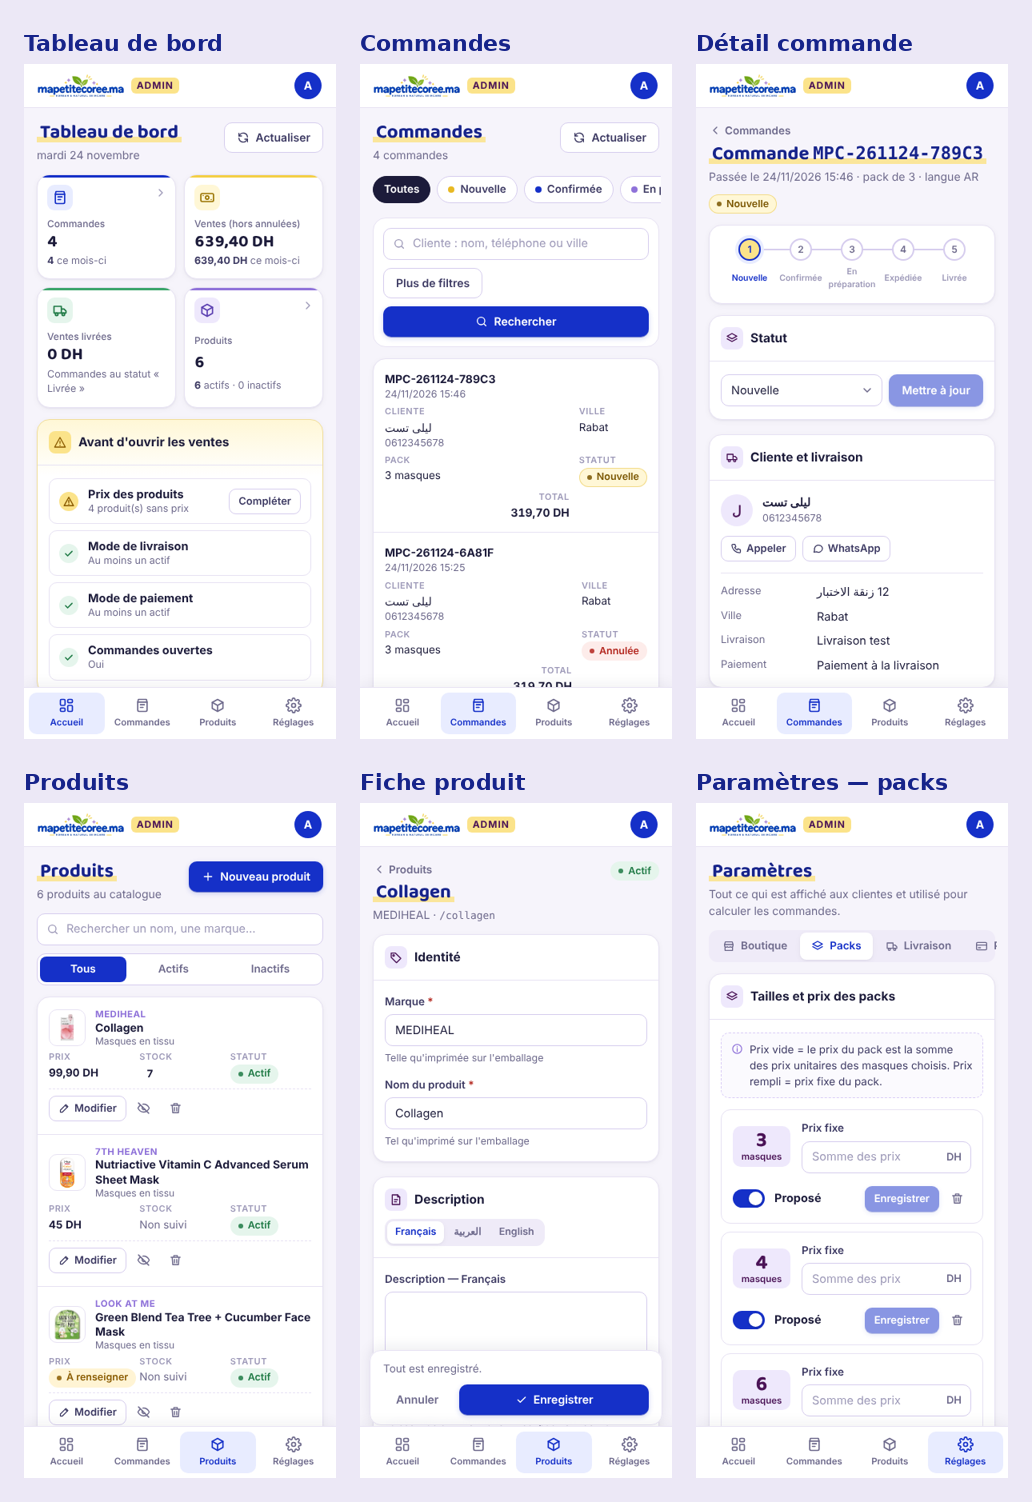 Tableau de bord
mapetitecoree.ma ADMIN A
Tableau de bord
mardi 24 novembre
Actualiser
Commandes
4
4 ce mois-ci
Ventes (hors annulées)
639,40 DH
639,40 DH ce mois-ci
Ventes livrées
0 DH
Commandes au statut «
Livrée »
Produits
6
6 actifs · 0 inactifs
Avant d'ouvrir les ventes
Prix des produits
4 produit(s) sans prix
Compléter
Mode de livraison
Au moins un actif
Mode de paiement
Au moins un actif
Commandes ouvertes
Oui
Accueil Commandes Produits Réglages
Commandes
mapetitecoree.ma ADMIN A
Commandes
4 commandes
Actualiser
Toutes Nouvelle Confirmée En
Cliente : nom, téléphone ou ville
Plus de filtres
Rechercher
MPC-261124-789C3
24/11/2026 15:46
CLIENTE VILLE
ليلى تست Rabat
0612345678
PACK STATUT
3 masques Nouvelle
TOTAL
319,70 DH
MPC-261124-6A81F
24/11/2026 15:25
CLIENTE VILLE
ليلى تست Rabat
0612345678
PACK STATUT
3 masques Annulée
TOTAL
319,70 DH
Accueil Commandes Produits Réglages
Détail commande
mapetitecoree.ma ADMIN A
Commandes
Commande MPC-261124-789C3
Passée le 24/11/2026 15:46 · pack de 3 · langue AR
Nouvelle
1 2 3 4 5
Nouvelle Confirmée En préparation Expédiée Livrée
Statut
Nouvelle Mettre à jour
Cliente et livraison
ل
ليلى تست
0612345678
Appeler WhatsApp
Adresse 12 زنقة الاختبار
Ville Rabat
Livraison Livraison test
Paiement Paiement à la livraison
Accueil Commandes Produits Réglages
Produits
mapetitecoree.ma ADMIN A
Produits
6 produits au catalogue
Nouveau produit
Rechercher un nom, une marque…
Tous Actifs Inactifs
MEDIHEAL
Collagen
Masques en tissu
PRIX STOCK STATUT
99,90 DH 7 Actif
Modifier
7TH HEAVEN
Nutriactive Vitamin C Advanced Serum
Sheet Mask
Masques en tissu
PRIX STOCK STATUT
45 DH Non suivi Actif
Modifier
LOOK AT ME
Green Blend Tea Tree + Cucumber Face
Mask
Masques en tissu
PRIX STOCK STATUT
À renseigner Non suivi Actif
Modifier
Accueil Commandes Produits Réglages
Fiche produit
mapetitecoree.ma ADMIN A
Produits
Actif
Collagen
MEDIHEAL · /collagen
Identité
Marque *
MEDIHEAL
Telle qu'imprimée sur l'emballage
Nom du produit *
Collagen
Tel qu'imprimé sur l'emballage
Description
Français العربية English
Description — Français
Tout est enregistré.
Annuler Enregistrer
Accueil Commandes Produits Réglages
Paramètres — packs
mapetitecoree.ma ADMIN A
Paramètres
Tout ce qui est affiché aux clientes et utilisé pour
calculer les commandes.
Boutique Packs Livraison
Tailles et prix des packs
Prix vide = le prix du pack est la somme
des prix unitaires des masques choisis. Prix
rempli = prix fixe du pack.
3 masques
Prix fixe
Somme des prix DH
Proposé Enregistrer
4 masques
Prix fixe
Somme des prix DH
Proposé Enregistrer
6 masques
Prix fixe
Somme des prix DH
Accueil Commandes Produits Réglages